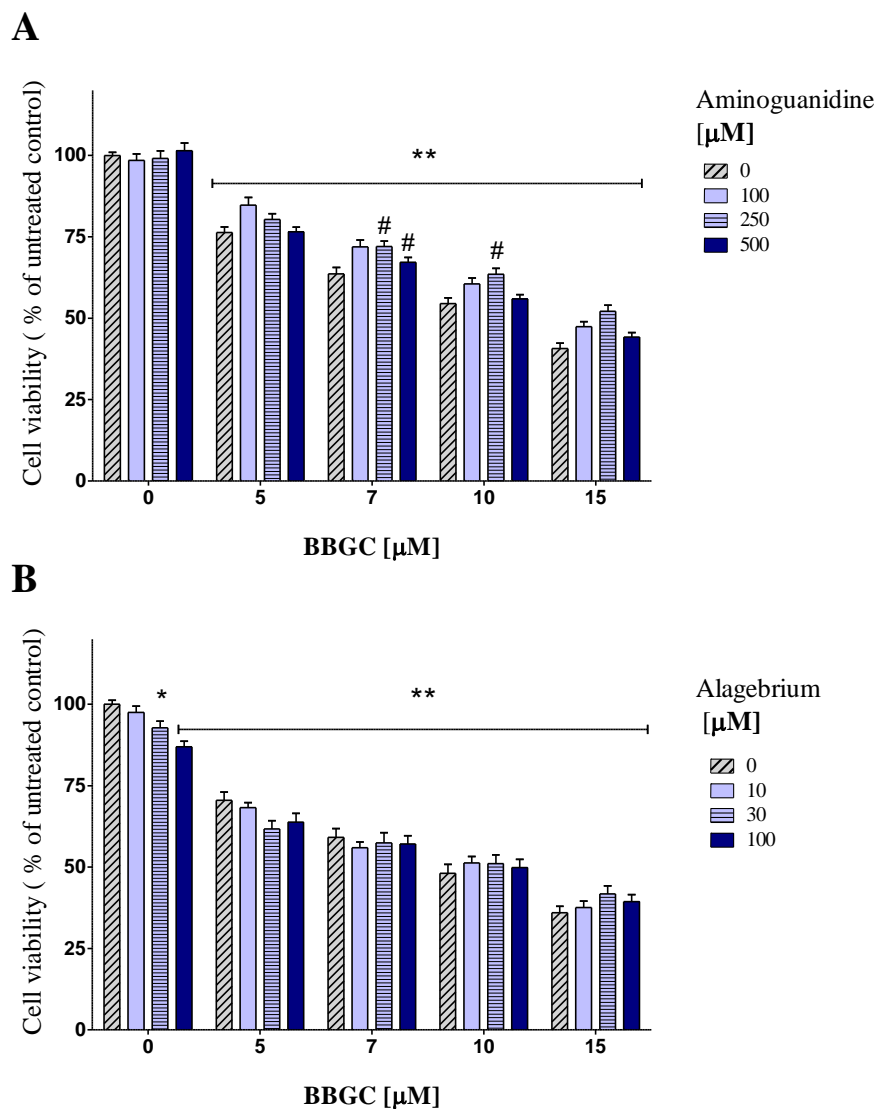 A
Aminoguanidine
[μM]
0
100
250
500
**
# # #
100
75
50
25
0
Cell viability ( % of untreated control)
0 5 7 10 15
BBGC [μM]
B
Alagebrium
[μM]
0
10
30
100
* **
100
75
50
25
0
Cell viability ( % of untreated control)
0 5 7 10 15
BBGC [μM]